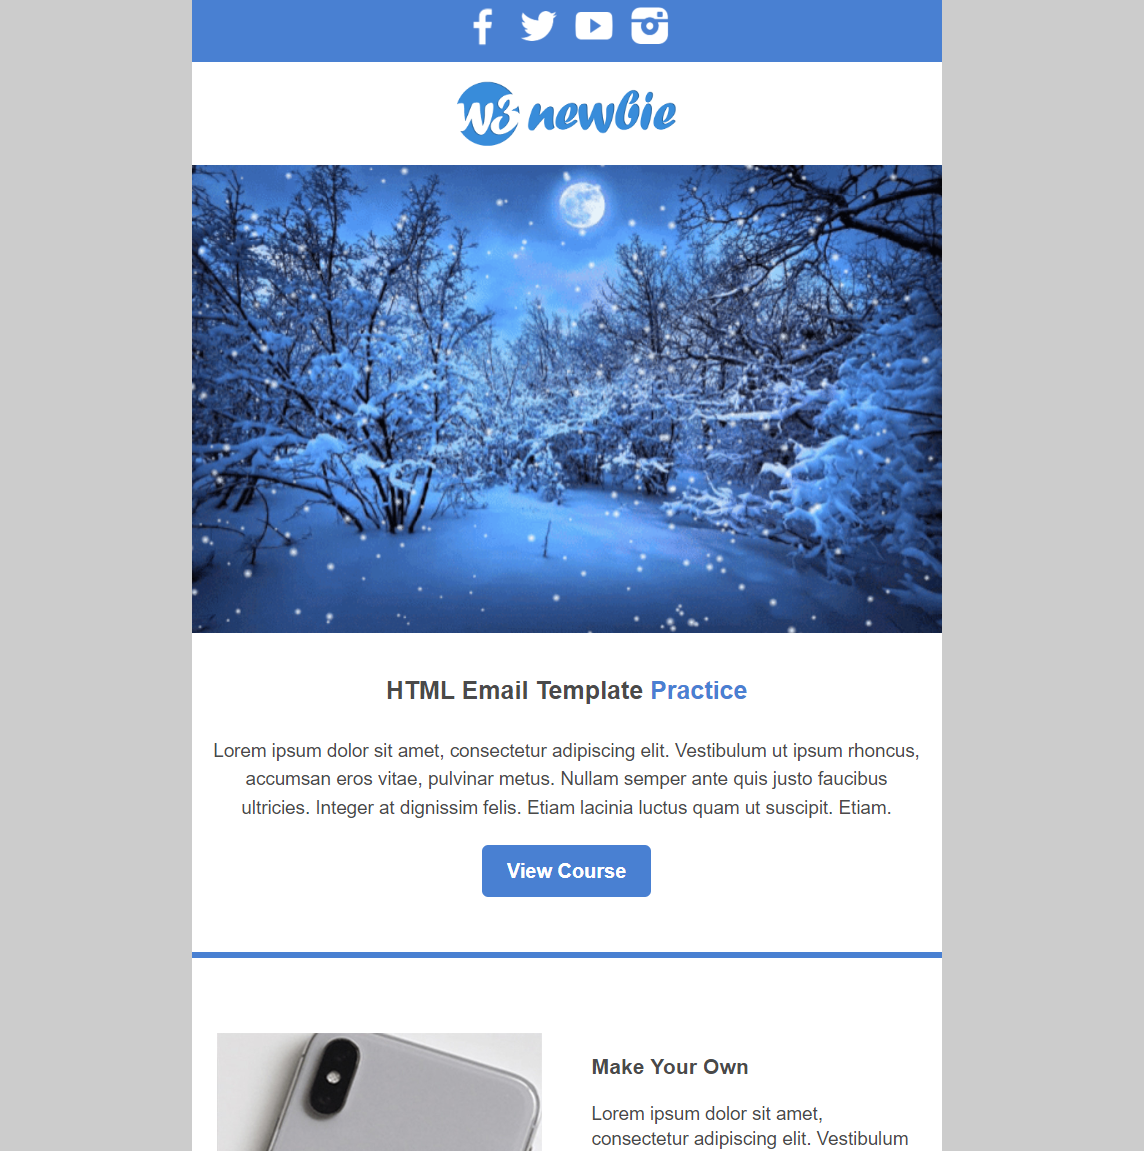 w3 newbie
HTML Email Template Practice
Lorem ipsum dolor sit amet, consectetur adipiscing elit. Vestibulum ut ipsum rhoncus,
accumsan eros vitae, pulvinar metus. Nullam semper ante quis justo faucibus
ultricies. Integer at dignissim felis. Etiam lacinia luctus quam ut suscipit. Etiam.
View Course
Make Your Own
Lorem ipsum dolor sit amet,
consectetur adipiscing elit. Vestibulum